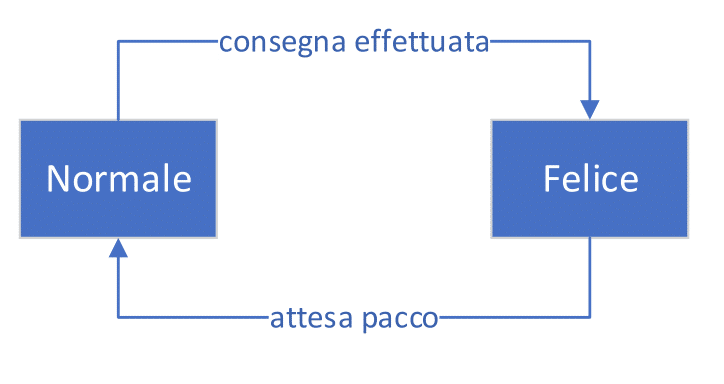 consegna effettuata
Normale
Felice
attesa pacco